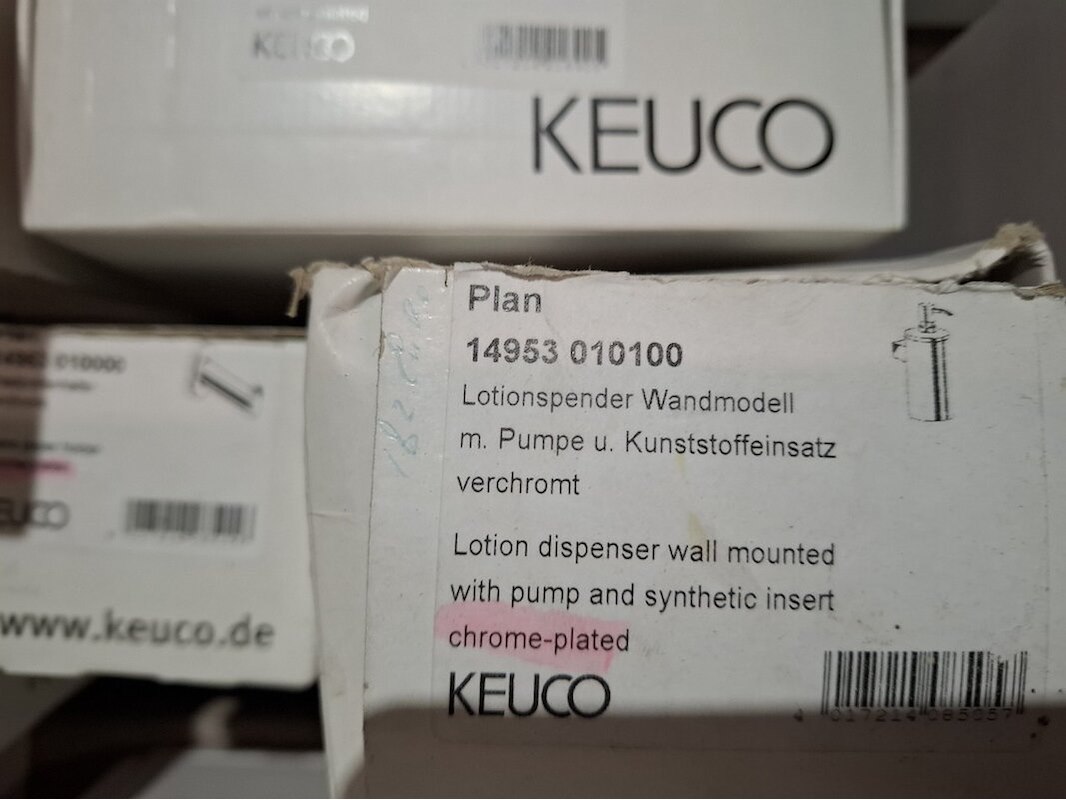 KEUCO
KEUCO
Plan
14953 010100
Lotionspender Wandmodell
m. Pumpe u. Kunststoffeinsatz
verchromt
Lotion dispenser wall mounted
with pump and synthetic insert
chrome-plated
KEUCO
010000
www.keuco.de